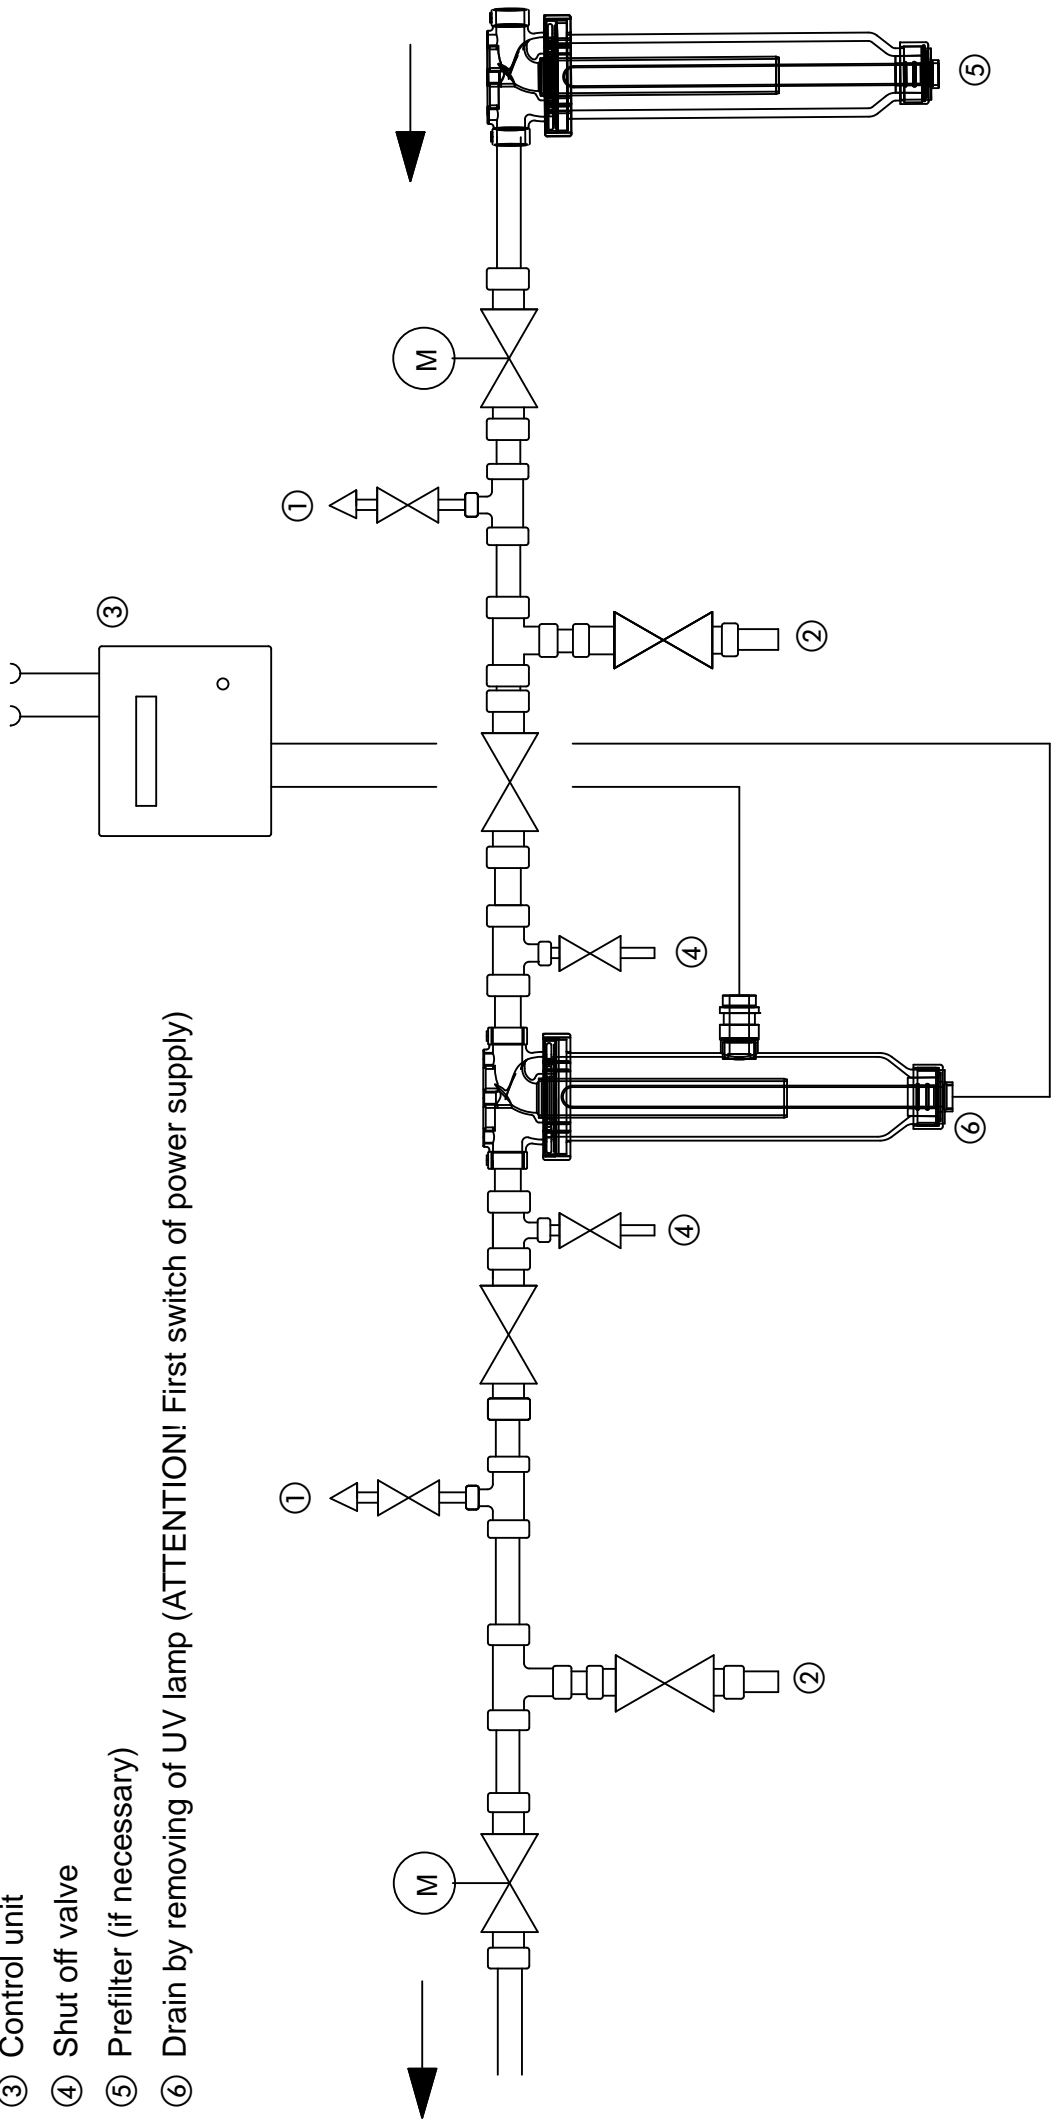 ③ Control unit
④ Shut off valve
⑤ Prefilter (if necessary)
⑥ Drain by removing of UV lamp (ATTENTION! First switch of power supply)
①
①
③
M
M
②
④
⑥
④
②
⑤